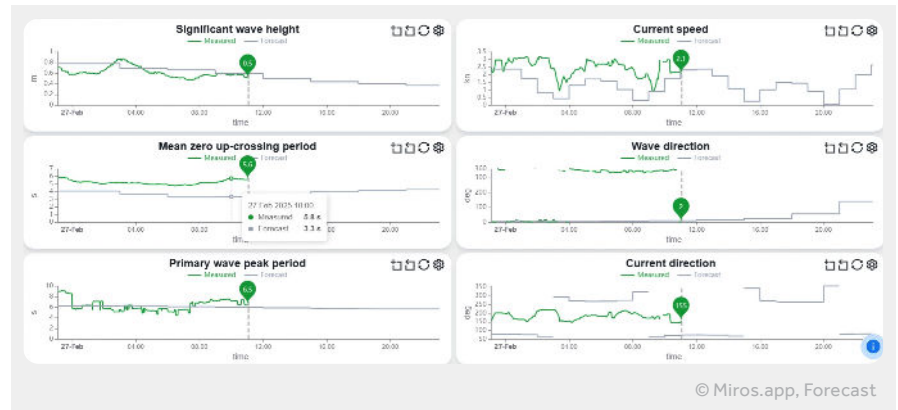 Significant wave height
Measured Forecast
0.5
m
27-Feb 04:00 08:00 12:00 16:00 20:00
time
Current speed
Measured Forecast
2.1
kn
27-Feb 04:00 08:00 12:00 16:00 20:00
time
Mean zero up-crossing period
Measured Forecast
5.6
s
27 Feb 2025 10:00
Measured 5.8 s
Forecast 3.3 s
27-Feb 04:00 12:00 16:00 20:00
time
Wave direction
Measured Forecast
2
deg
27-Feb 04:00 08:00 12:00 16:00 20:00
time
Primary wave peak period
Measured Forecast
6.5
s
27-Feb 04:00 08:00 12:00 16:00 20:00
time
Current direction
Measured Forecast
155
deg
27-Feb 04:00 08:00 12:00 16:00 20:00
time
© Miros.app, Forecast